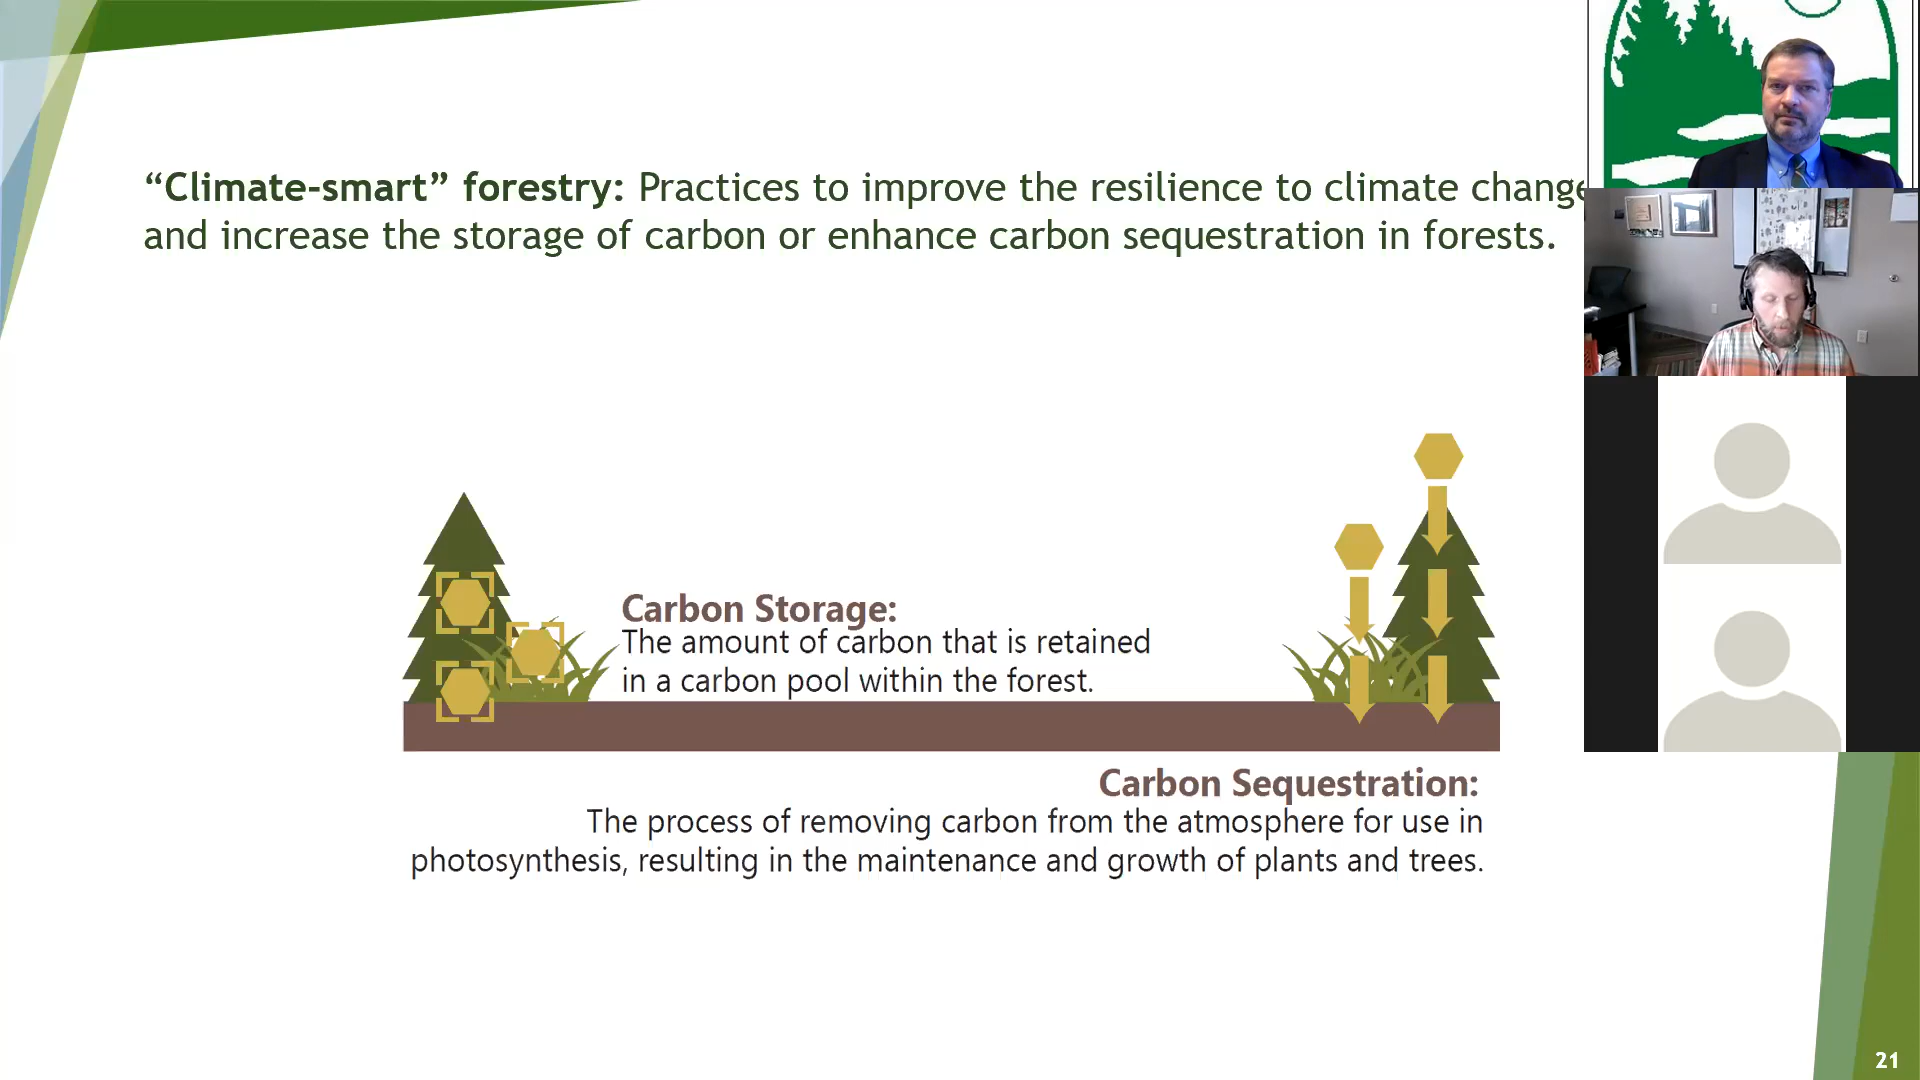 “Climate-smart” forestry: Practices to improve the resilience to climate change
and increase the storage of carbon or enhance carbon sequestration in forests.
Carbon Storage:
The amount of carbon that is retained
in a carbon pool within the forest.
Carbon Sequestration:
The process of removing carbon from the atmosphere for use in
photosynthesis, resulting in the maintenance and growth of plants and trees.
21